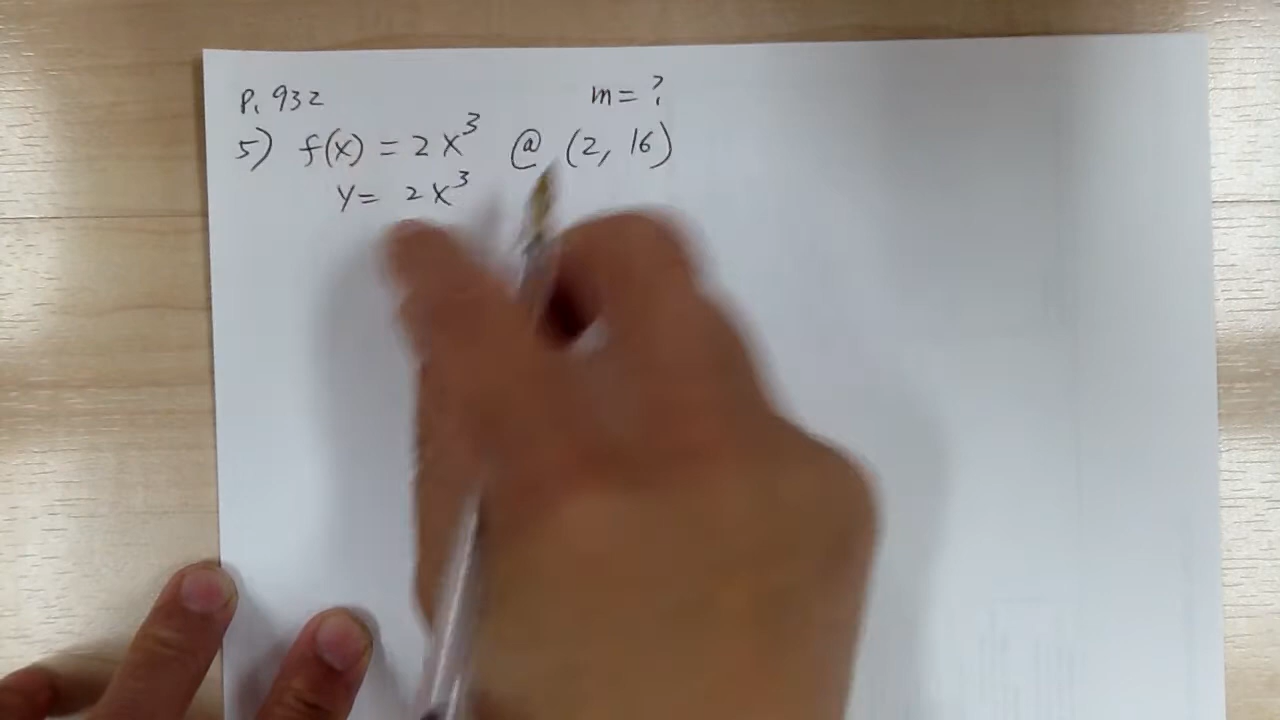 P. 932
m = ?
5) f(x) = 2x³ @ (2, 16)
y = 2x³